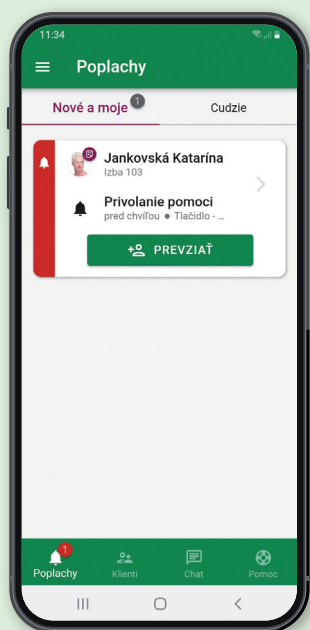 11:34
Poplachy
Nové a moje 1
Cudzie
Jankovská Katarína
Izba 103
Privolanie pomoci
pred chvíľou ● Tlačidlo - ...
PREVZIAŤ
1
Poplachy
Klienti
Chat
Pomoc